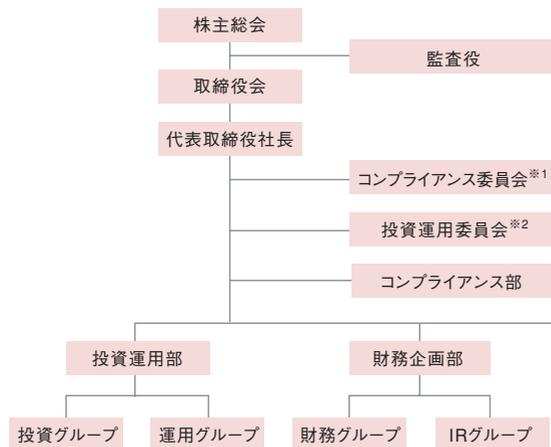 株主総会
監査役
取締役会
代表取締役社長
コンプライアンス委員会※1
投資運用委員会※2
コンプライアンス部
投資運用部
財務企画部
投資グループ
運用グループ
財務グループ
IRグループ